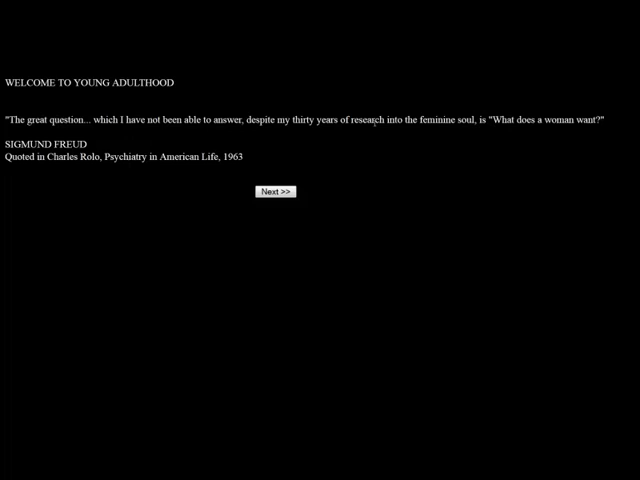 WELCOME TO YOUNG ADULTHOOD
"The great question... which I have not been able to answer, despite my thirty years of research into the feminine soul, is "What does a woman want?"
SIGMUND FREUD
Quoted in Charles Rolo, Psychiatry in American Life, 1963
Next >>